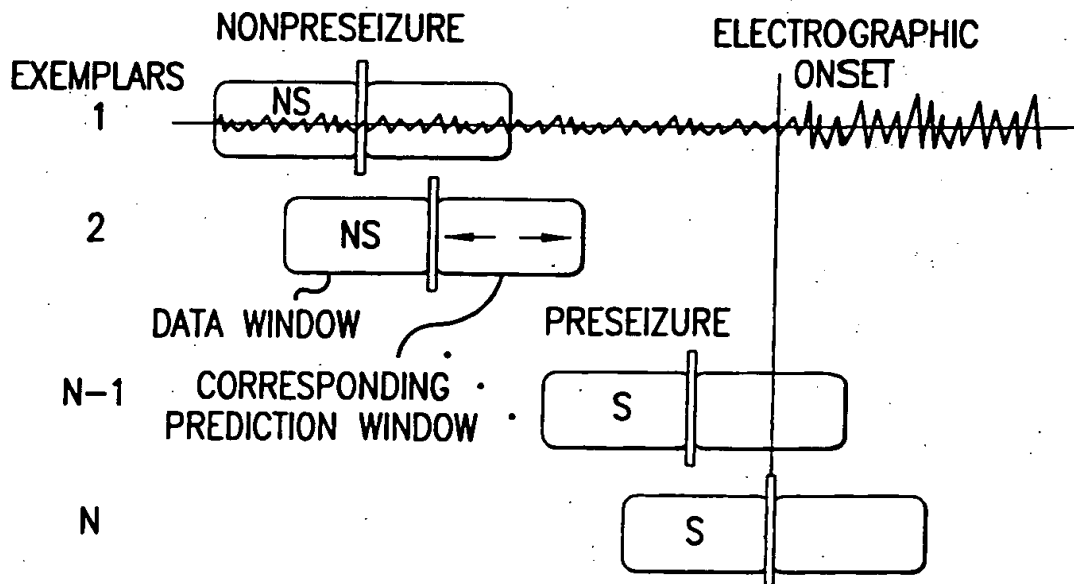 NONPRESEIZURE
ELECTROGRAPHIC
ONSET
EXEMPLARS
1
NS
2
NS
DATA WINDOW
PRESEIZURE
CORRESPONDING
PREDICTION WINDOW
N-1
S
N
S